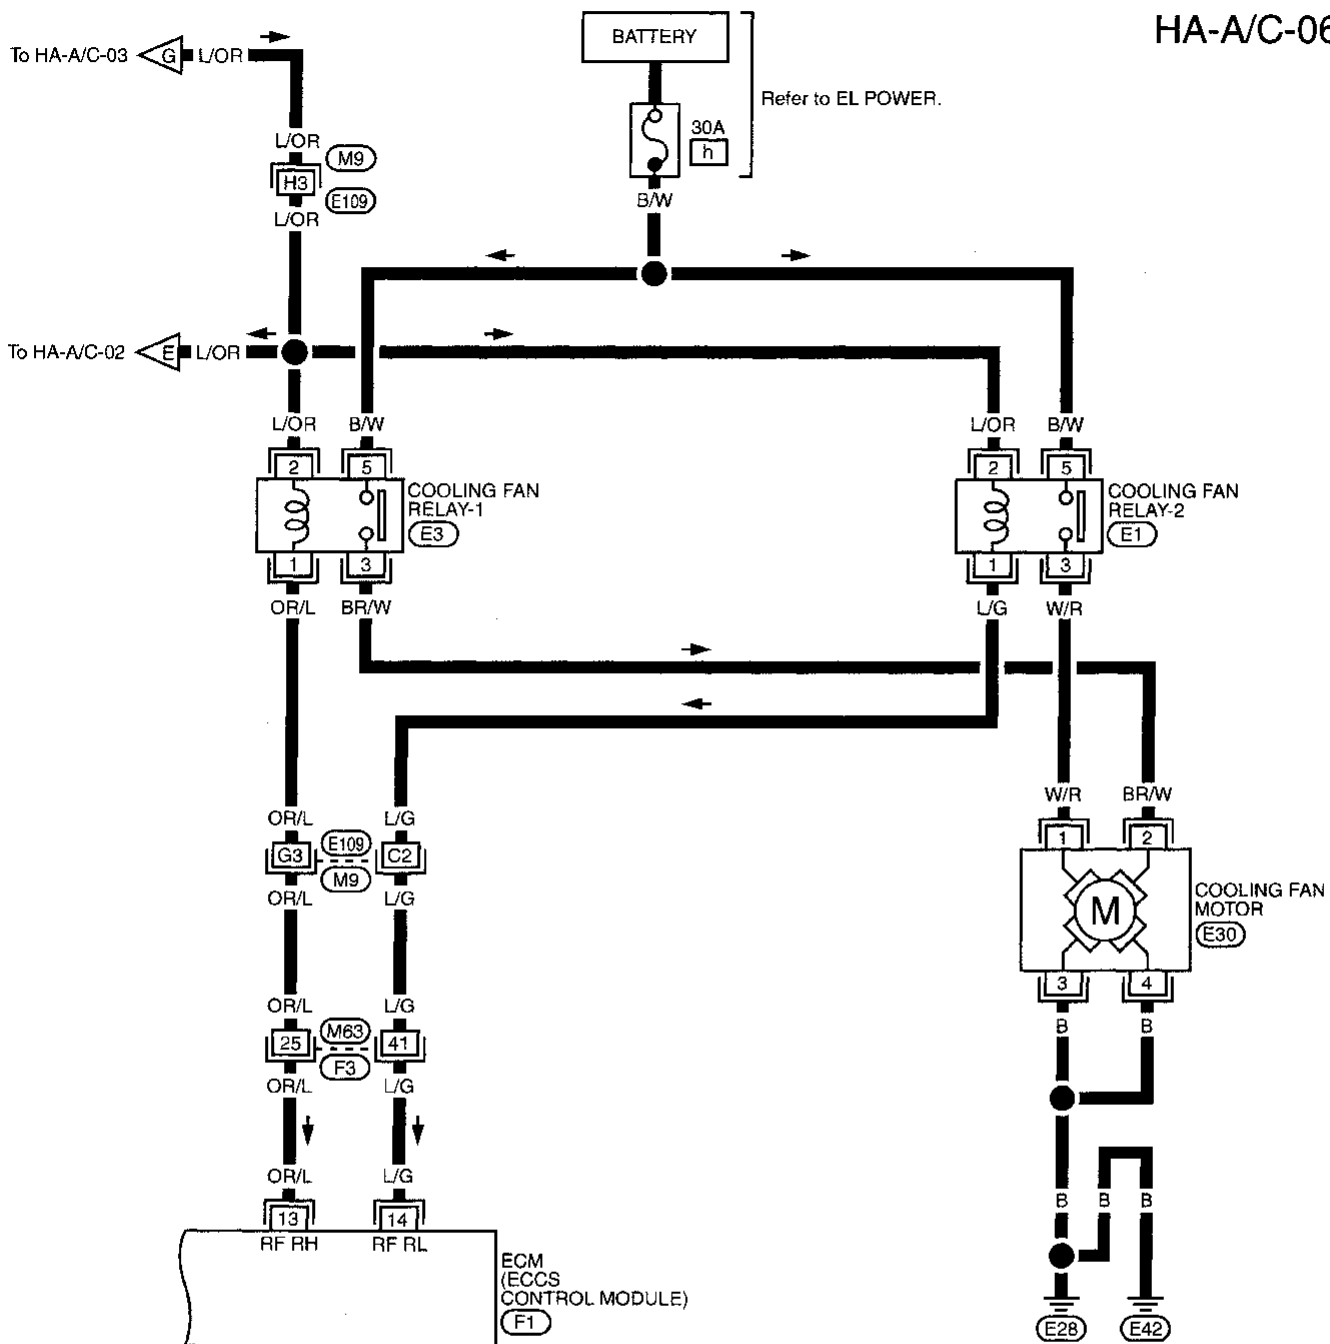 HA-A/C-06
BATTERY
To HA-A/C-03 G L/OR
Refer to EL POWER.
30A
h
L/OR
M9
H3
E109
L/OR
B/W
To HA-A/C-02 E L/OR
L/OR B/W
L/OR B/W
2 5
2 5
COOLING FAN
RELAY-1
E3
COOLING FAN
RELAY-2
E1
1 3
1 3
OR/L BR/W
L/G W/R
W/R BR/W
OR/L L/G
1 2
E109
G3 C2
M9
COOLING FAN
MOTOR
E30
M
OR/L L/G
3 4
OR/L L/G
B B
M63
25 41
F3
OR/L L/G
OR/L L/G
B B B
13 14
RF RH RF RL
ECM
(ECCS
CONTROL MODULE)
F1
E28 E42